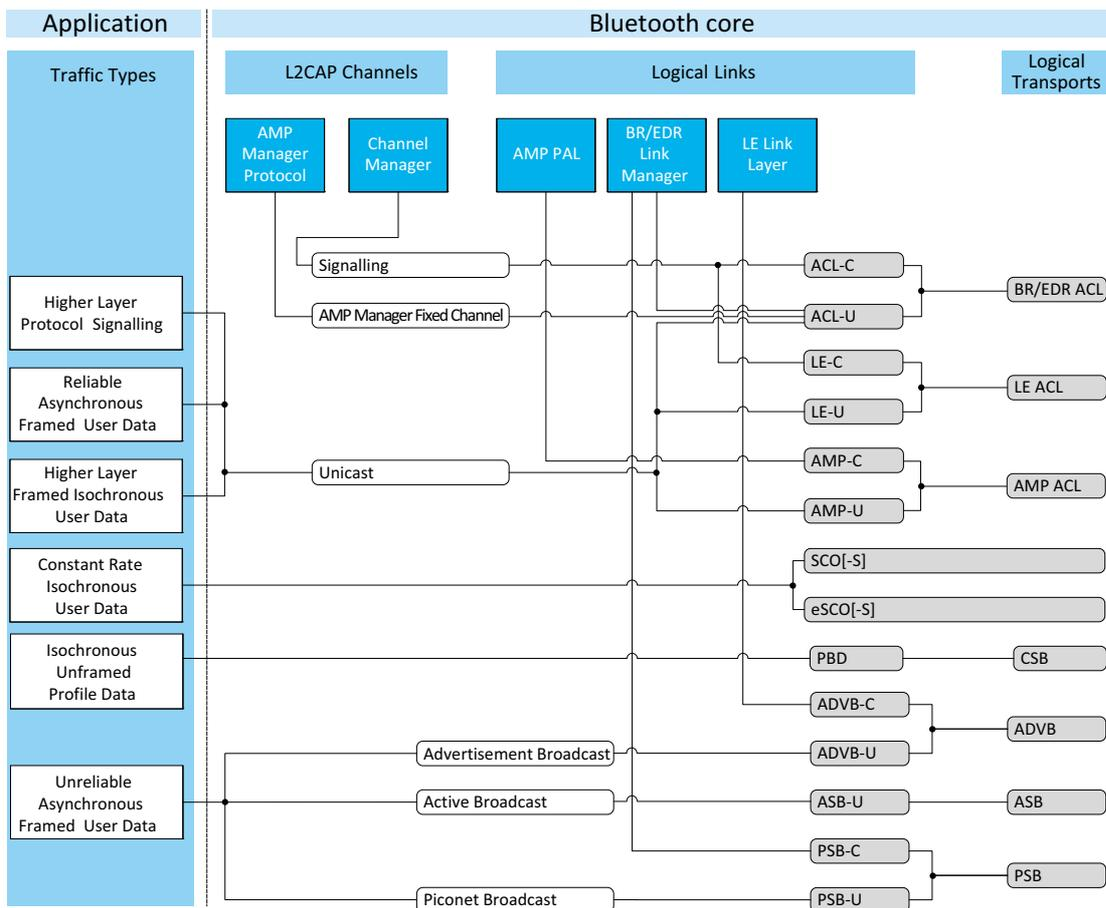 Application
Bluetooth core
Traffic Types
L2CAP Channels
Logical Links
Logical
Transports
AMP
Manager
Protocol
Channel
Manager
AMP PAL
BR/EDR
Link
Manager
LE Link
Layer
Signalling
ACL-C
BR/EDR ACL
Higher Layer
Protocol Signalling
AMP Manager Fixed Channel
ACL-U
LE-C
LE ACL
Reliable
Asynchronous
Framed User Data
LE-U
Higher Layer
Framed Isochronous
User Data
Unicast
AMP-C
AMP ACL
AMP-U
Constant Rate
Isochronous
User Data
SCO[-S]
eSCO[-S]
Isochronous
Unframed
Profile Data
PBD
CSB
ADVB-C
ADVB
Advertisement Broadcast
ADVB-U
Unreliable
Asynchronous
Framed User Data
Active Broadcast
ASB-U
ASB
PSB-C
PSB
Piconet Broadcast
PSB-U